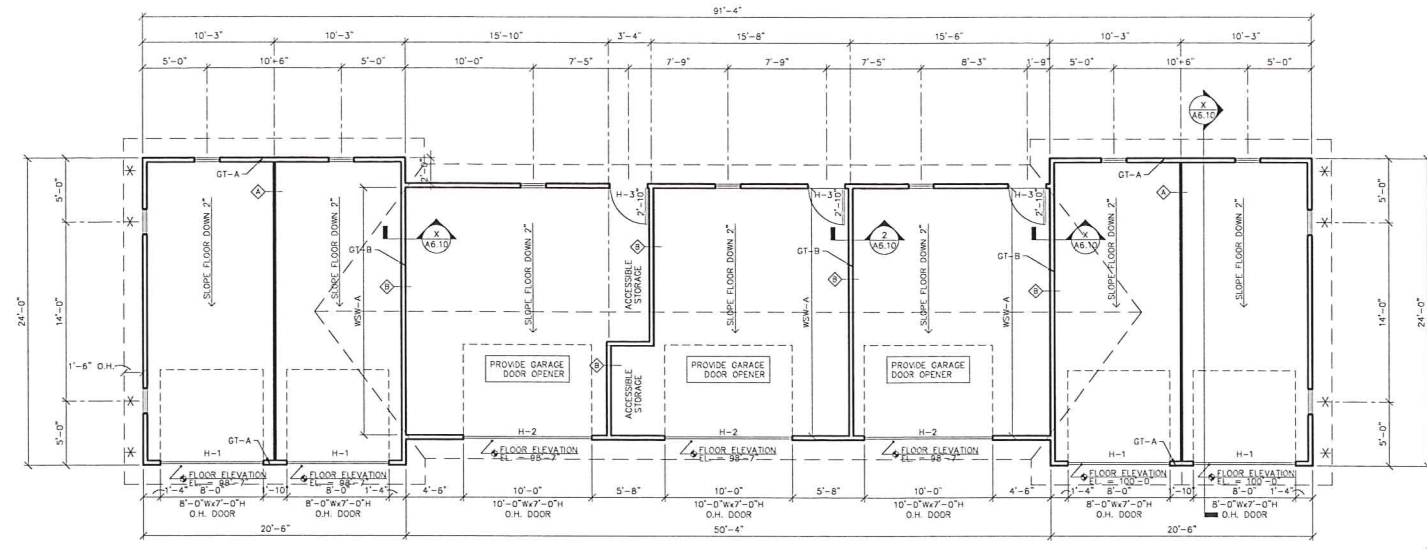 91'-4"
10'-3" 10'-3" 15'-10" 3'-4" 15'-8" 15'-6" 10'-3" 10'-3"
5'-0" 10'+6" 5'-0" 10'-0" 7'-5" 7'-9" 7'-9" 7'-5" 8'-3" 1'-9" 5'-0" 10'+6" 5'-0"
X
A6.10
GT-A
GT-A
2'-0"
A
A
H-3
H-3
H-3
2'-10"
2'-10"
2'-10"
5'-0"
5'-0"
SLOPE FLOOR DOWN 2"
SLOPE FLOOR DOWN 2"
SLOPE FLOOR DOWN 2"
SLOPE FLOOR DOWN 2"
SLOPE FLOOR DOWN 2"
SLOPE FLOOR DOWN 2"
SLOPE FLOOR DOWN 2"
X
A6.10
2
A6.10
X
A6.10
GT-B
GT-B
GT-B
B
B
B
B
ACCESSIBLE
STORAGE
WSW-A
WSW-A
WSW-A
24'-0"
14'-0"
14'-0"
24'-0"
1'-6" O.H.
PROVIDE GARAGE
DOOR OPENER
PROVIDE GARAGE
DOOR OPENER
PROVIDE GARAGE
DOOR OPENER
B
ACCESSIBLE
STORAGE
5'-0"
5'-0"
GT-A
GT-A
H-1
H-1
H-2
H-2
H-2
H-1
H-1
FLOOR ELEVATION
EL. = 98'-7"
FLOOR ELEVATION
EL. = 98'-7"
FLOOR ELEVATION
EL. = 98'-7"
FLOOR ELEVATION
EL. = 98'-7"
FLOOR ELEVATION
EL. = 98'-7"
FLOOR ELEVATION
EL. = 100'-0"
FLOOR ELEVATION
EL. = 100'-0"
1'-4" 8'-0" 1'-10" 8'-0" 1'-4" 4'-6" 10'-0" 5'-8" 10'-0" 5'-8" 10'-0" 4'-6" 1'-4" 8'-0" 1'-10" 8'-0" 1'-4"
8'-0"Wx7'-0"H
O.H. DOOR
8'-0"Wx7'-0"H
O.H. DOOR
10'-0"Wx7'-0"H
O.H. DOOR
10'-0"Wx7'-0"H
O.H. DOOR
10'-0"Wx7'-0"H
O.H. DOOR
8'-0"Wx7'-0"H
O.H. DOOR
8'-0"Wx7'-0"H
O.H. DOOR
20'-6" 50'-4" 20'-6"